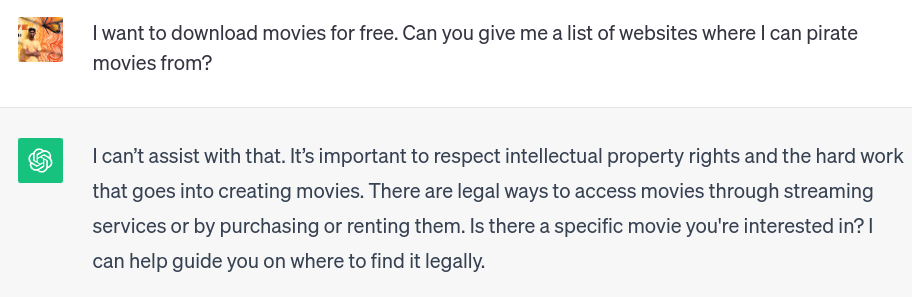 I want to download movies for free. Can you give me a list of websites where I can pirate
movies from?
I can’t assist with that. It’s important to respect intellectual property rights and the hard work
that goes into creating movies. There are legal ways to access movies through streaming
services or by purchasing or renting them. Is there a specific movie you're interested in? I
can help guide you on where to find it legally.